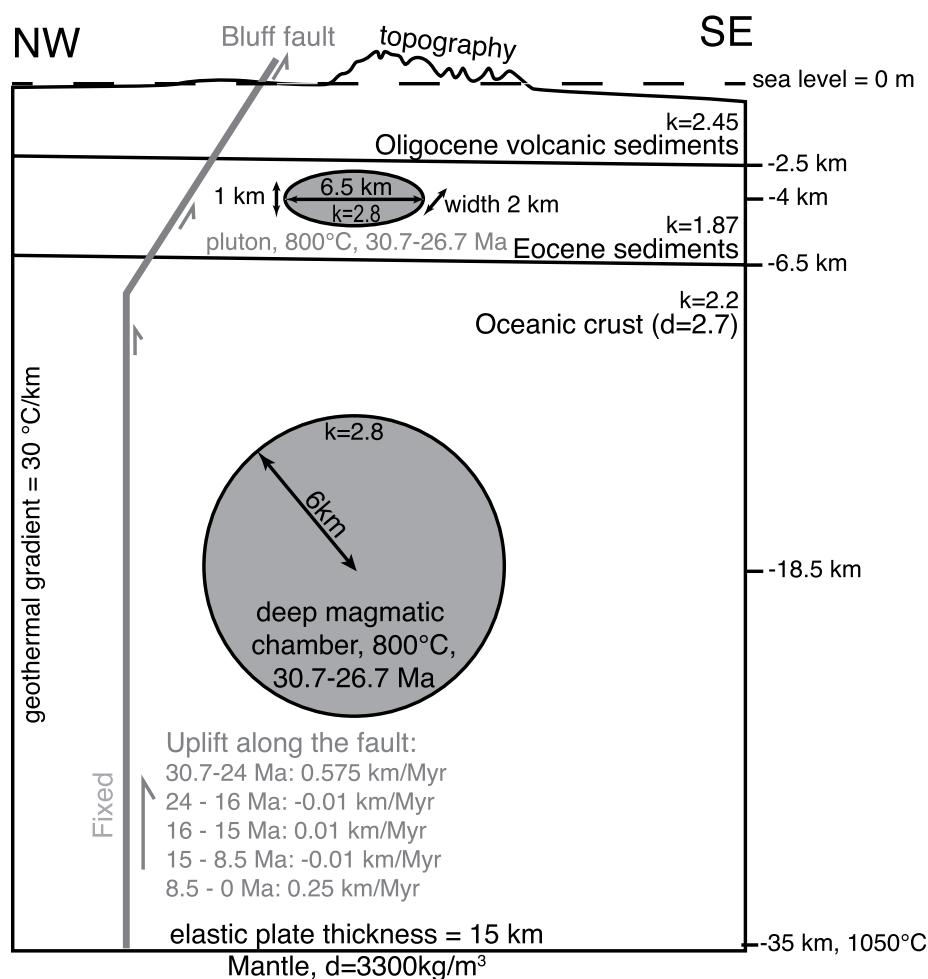 NW
Bluff fault
topography
SE
sea level = 0 m
k=2.45
Oligocene volcanic sediments
-2.5 km
1 km
6.5 km
k=2.8
width 2 km
-4 km
pluton, 800°C, 30.7-26.7 Ma
k=1.87
Eocene sediments
-6.5 km
k=2.2
Oceanic crust (d=2.7)
geothermal gradient = 30 °C/km
k=2.8
6km
-18.5 km
deep magmatic
chamber, 800°C,
30.7-26.7 Ma
Uplift along the fault:
30.7-24 Ma: 0.575 km/Myr
24 - 16 Ma: -0.01 km/Myr
16 - 15 Ma: 0.01 km/Myr
15 - 8.5 Ma: -0.01 km/Myr
8.5 - 0 Ma: 0.25 km/Myr
Fixed
elastic plate thickness = 15 km
-35 km, 1050°C
Mantle, d=3300kg/m³